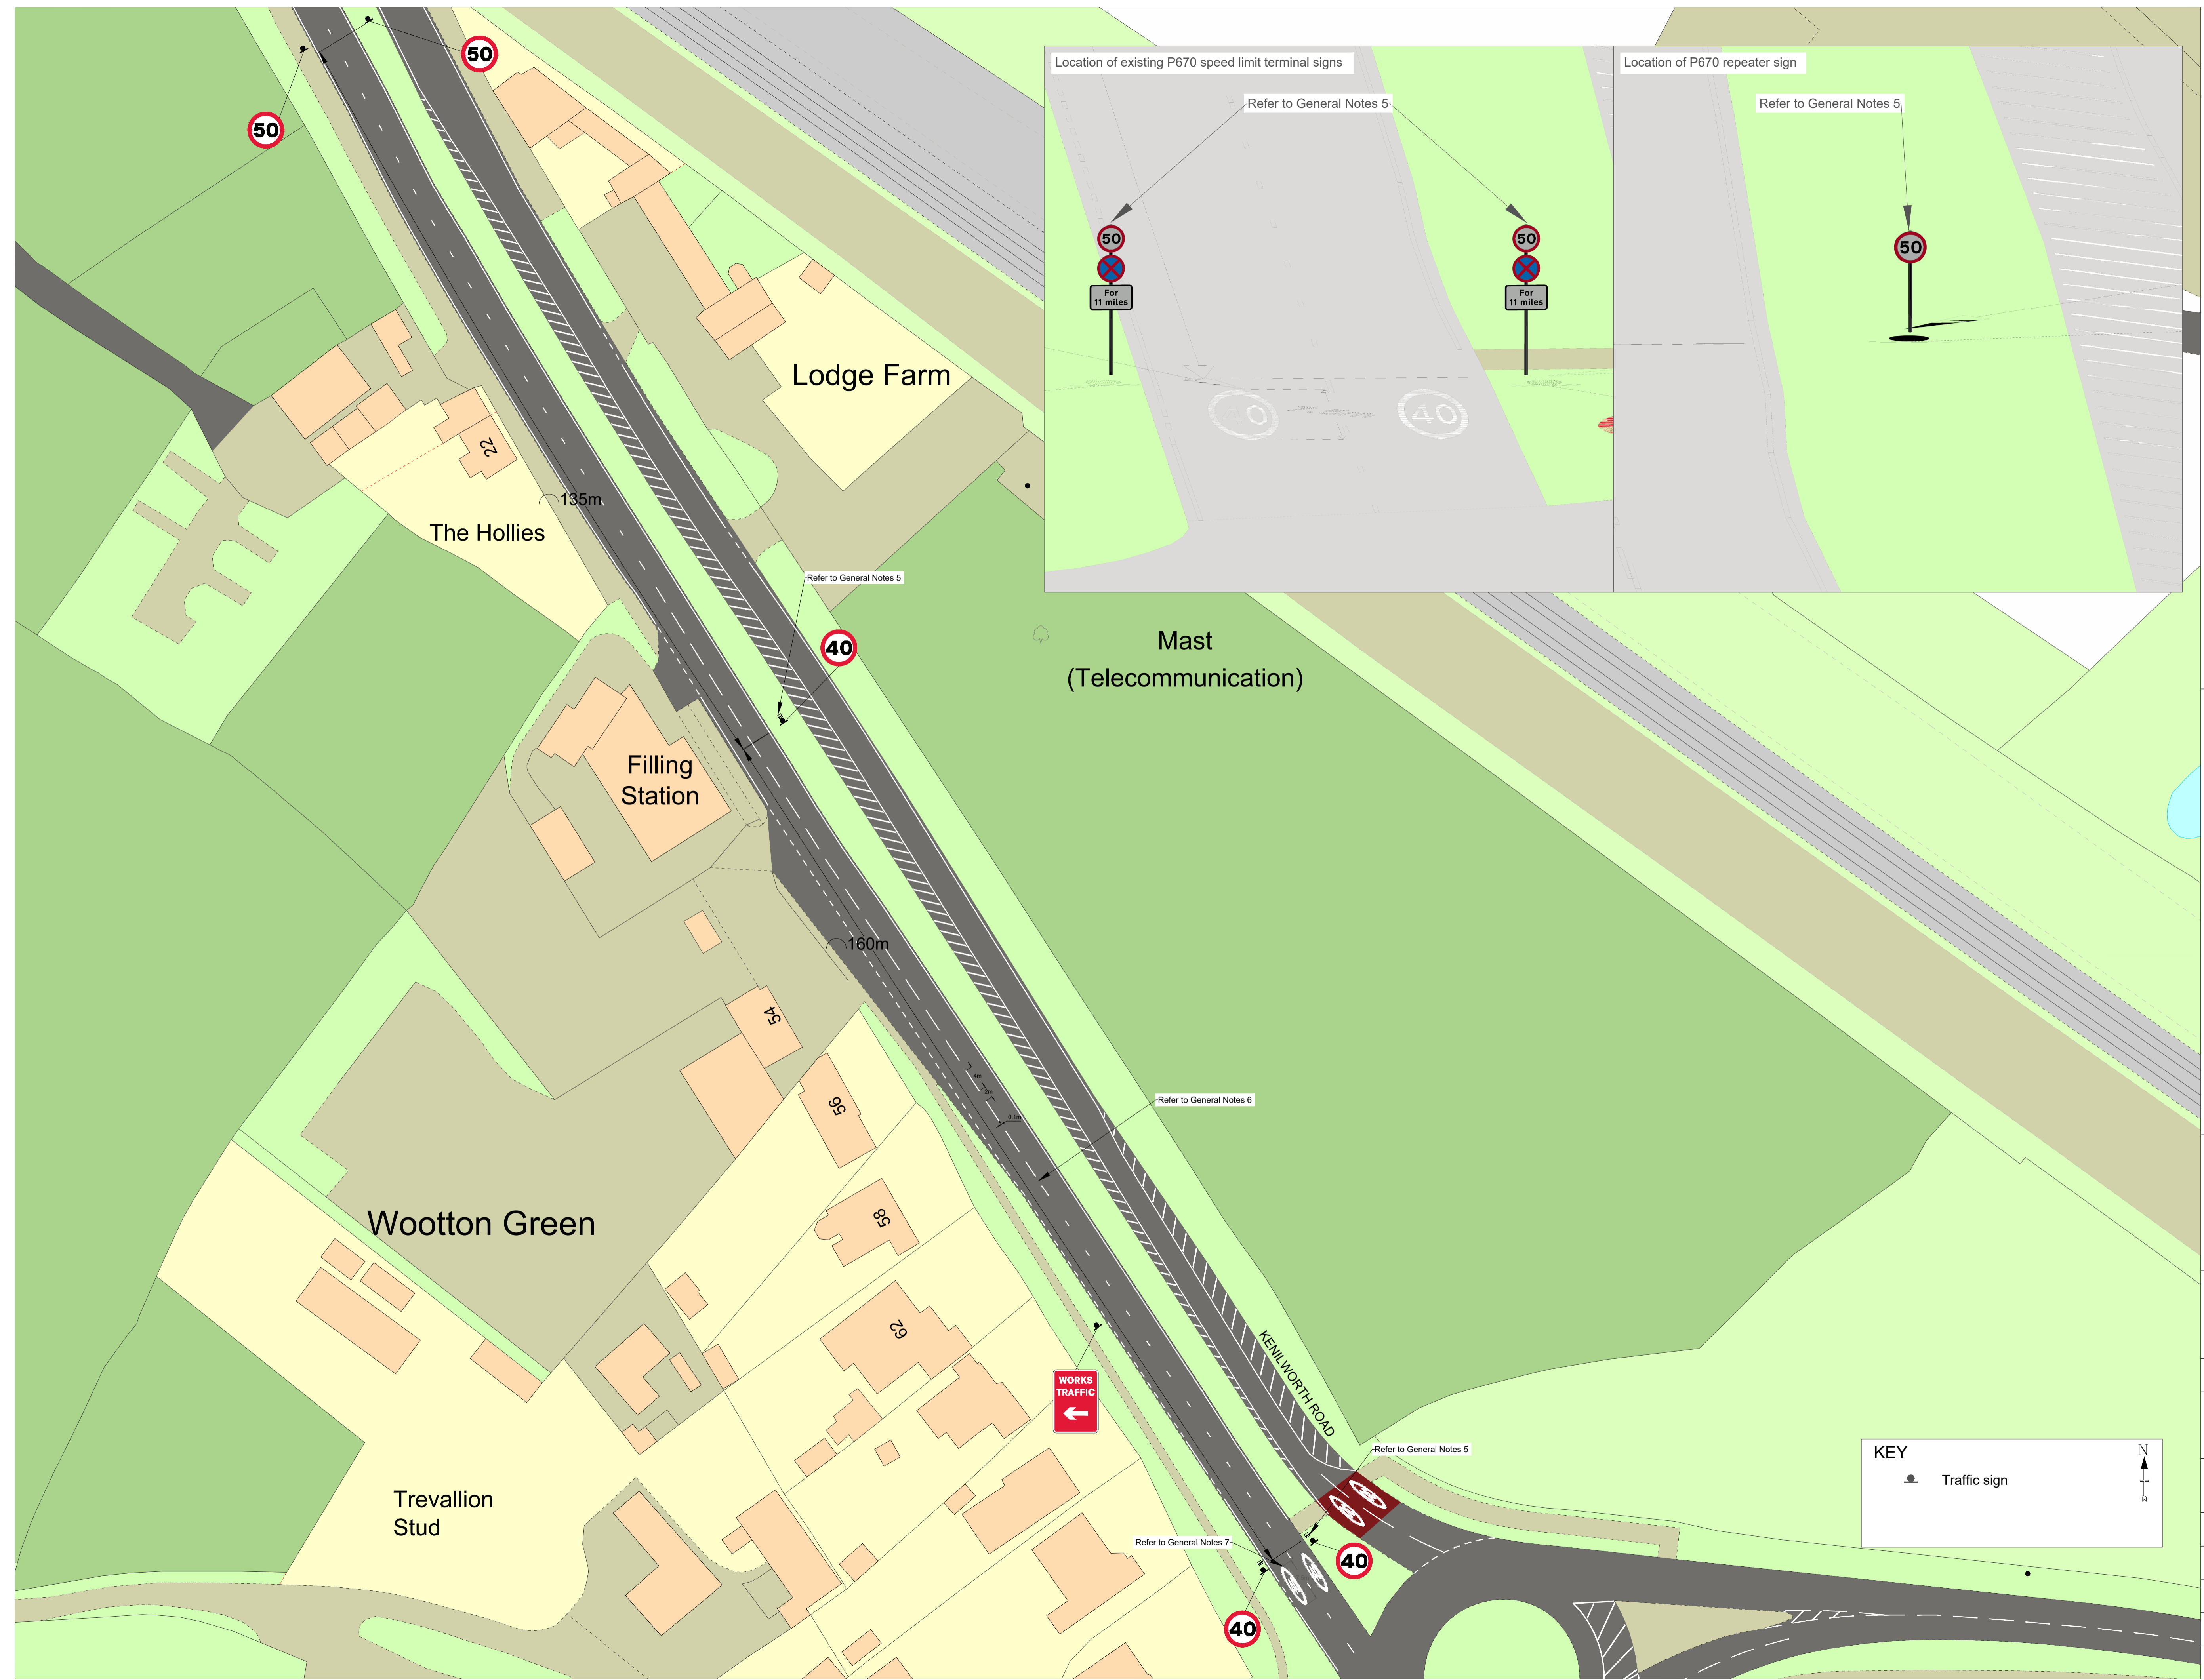 50
50
Location of existing P670 speed limit terminal signs
Refer to General Notes 5
50
For
11 miles
50
For
11 miles
40
Location of P670 repeater sign
Refer to General Notes 5
50
Lodge Farm
22
135m
The Hollies
Refer to General Notes 5
40
Mast
(Telecommunication)
Filling
Station
160m
54
4m
2m
0.1m
56
Refer to General Notes 6
58
Wootton Green
62
KENILWORTH ROAD
WORKS
TRAFFIC
Refer to General Notes 5
KEY
N
Traffic sign
Trevallion
Stud
Refer to General Notes 7
40
40